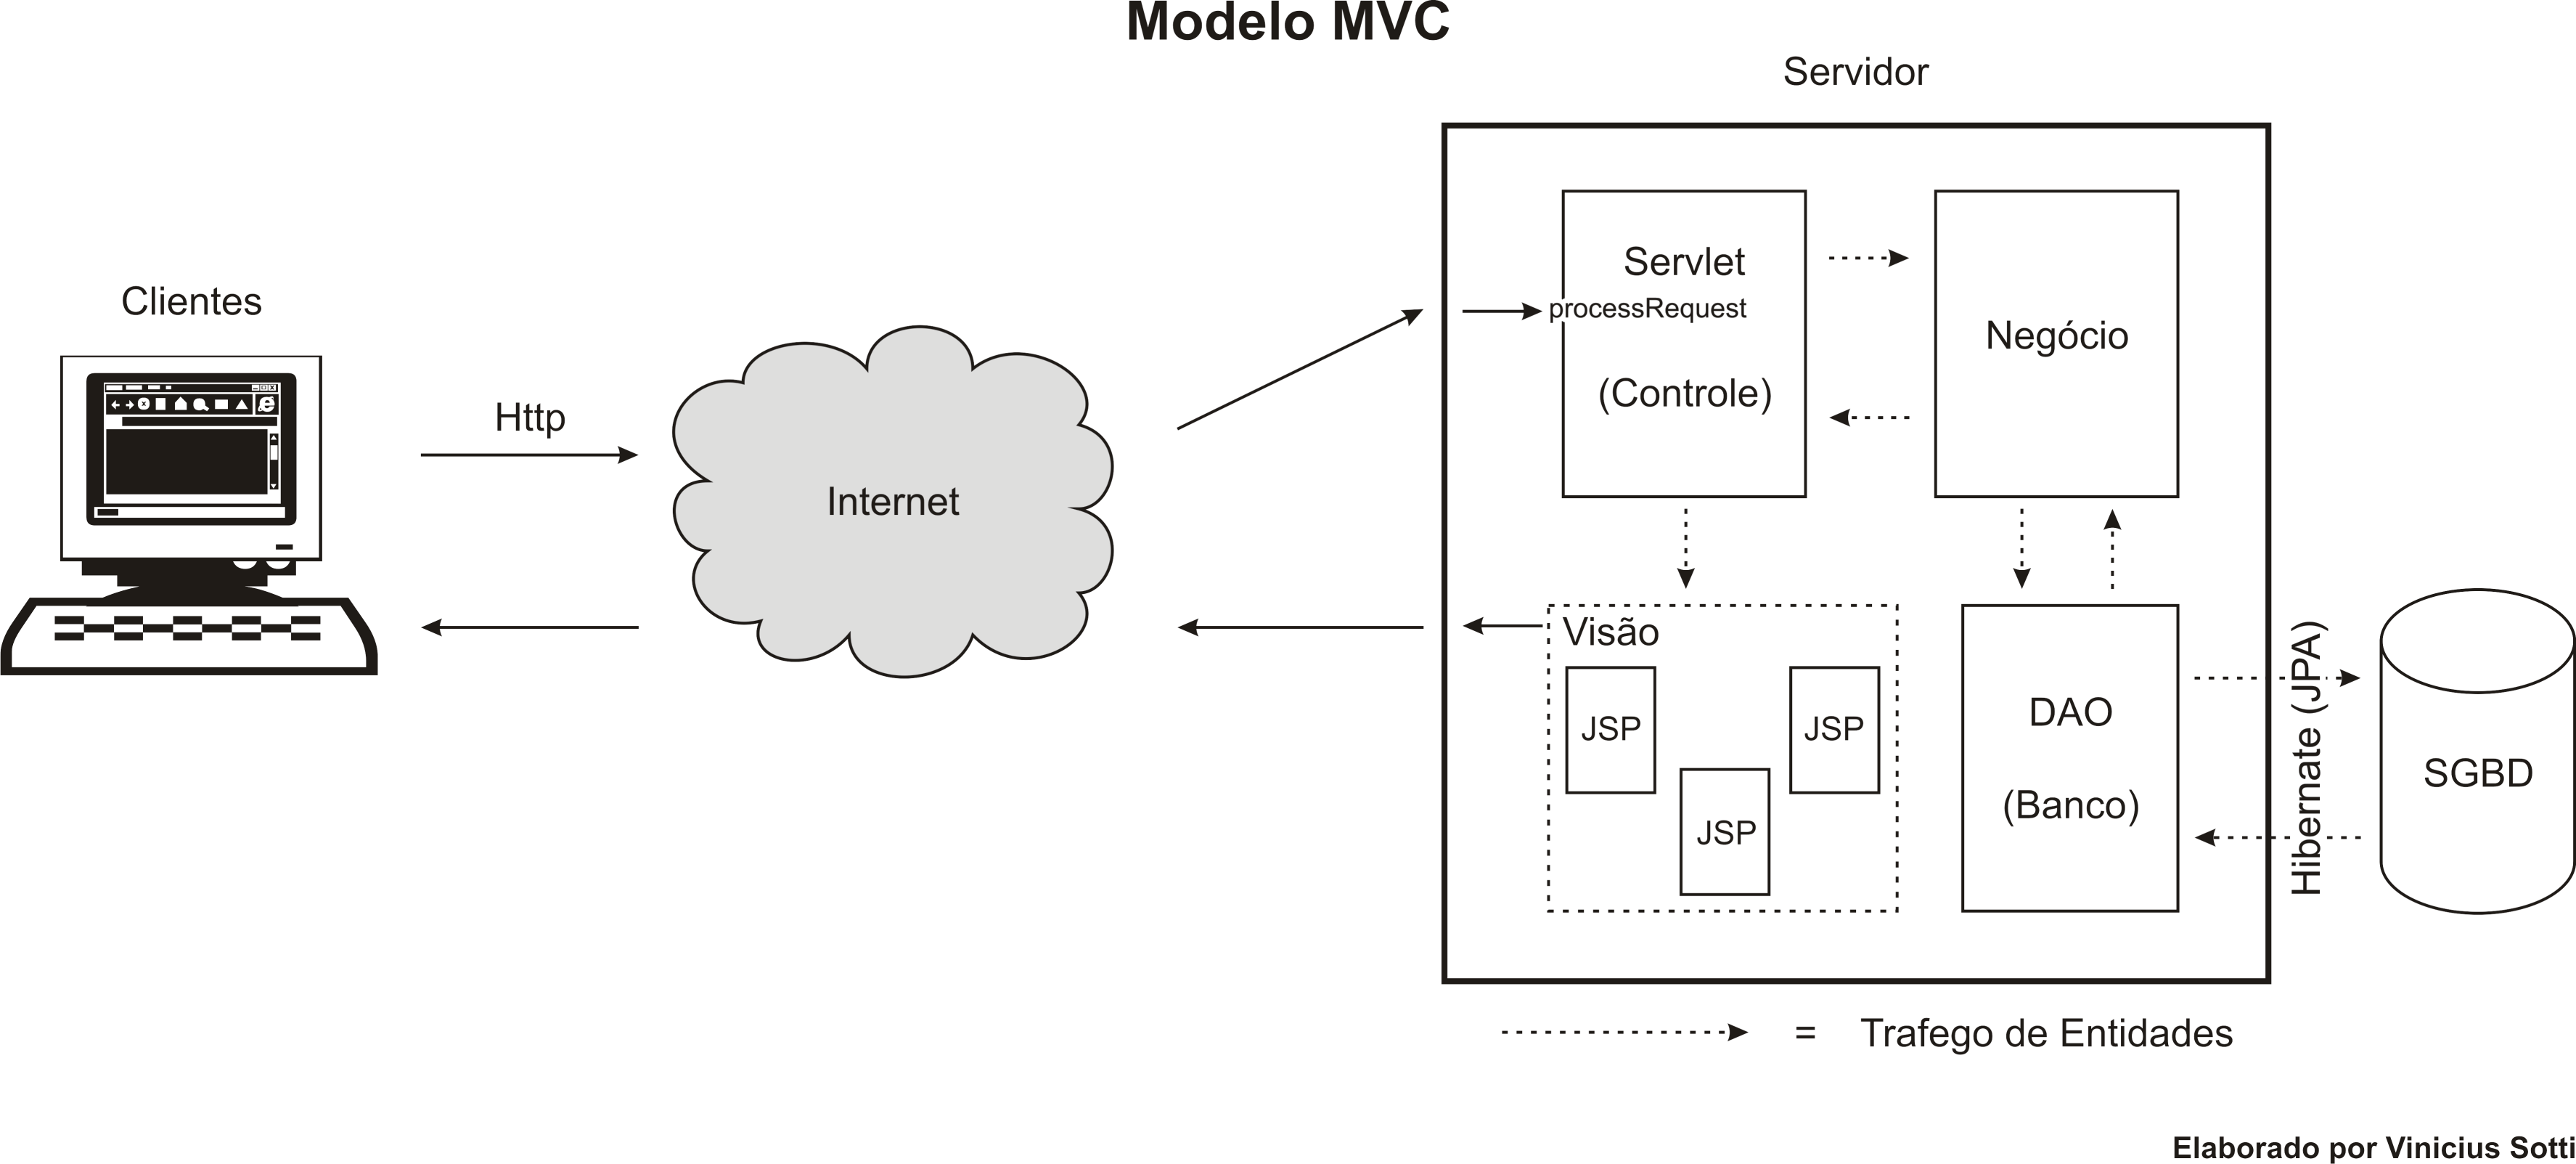 Modelo MVC
Servidor
Clientes
Http
Internet
Servlet
processRequest
(Controle)
Negócio
Visão
JSP
JSP
JSP
DAO
(Banco)
Hibernate (JPA)
SGBD
= Trafego de Entidades
Elaborado por Vinicius Sotti